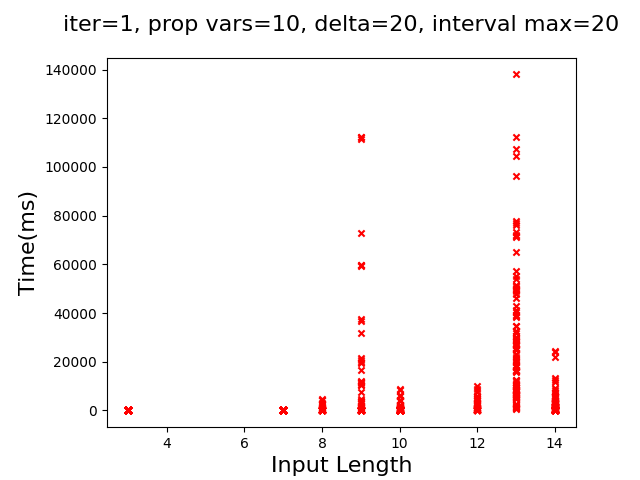 iter=1, prop vars=10, delta=20, interval max=20
140000
120000
100000
80000
60000
40000
20000
0
Time(ms)
4 6 8 10 12 14
Input Length